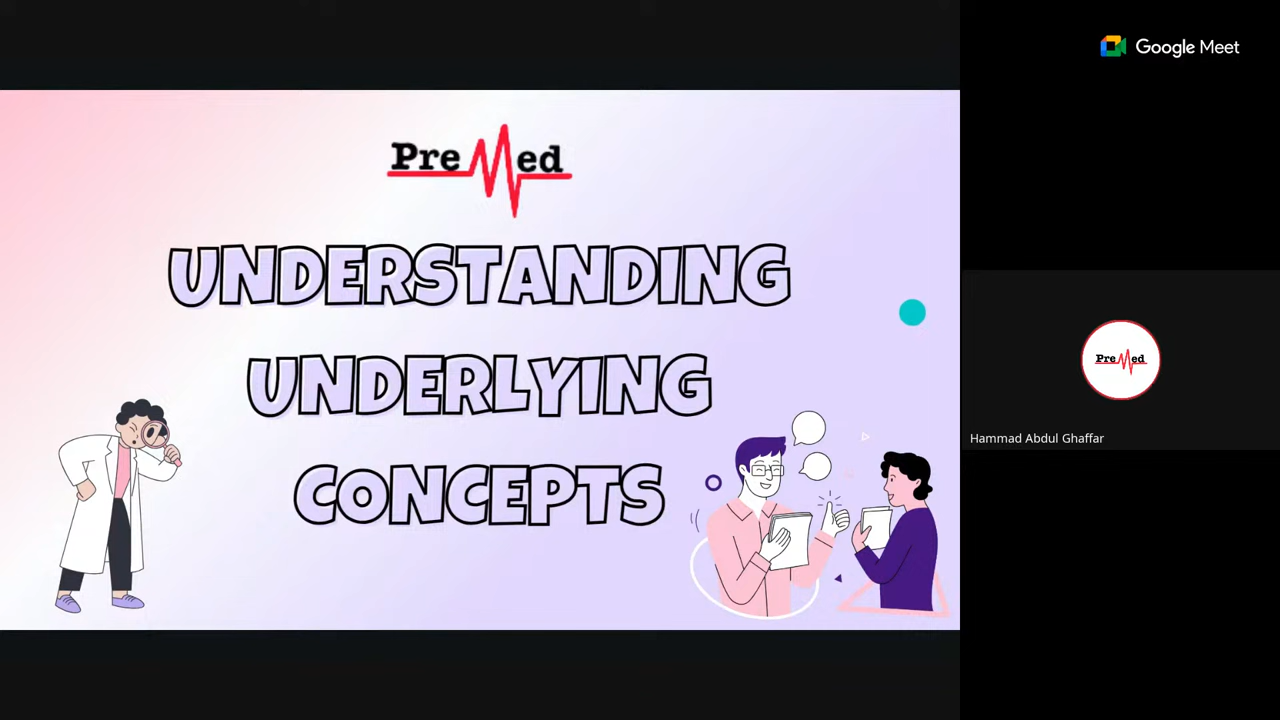 Google Meet
PreMed
UNDERSTANDING
UNDERLYING
CONCEPTS
PreMed
Hammad Abdul Ghaffar